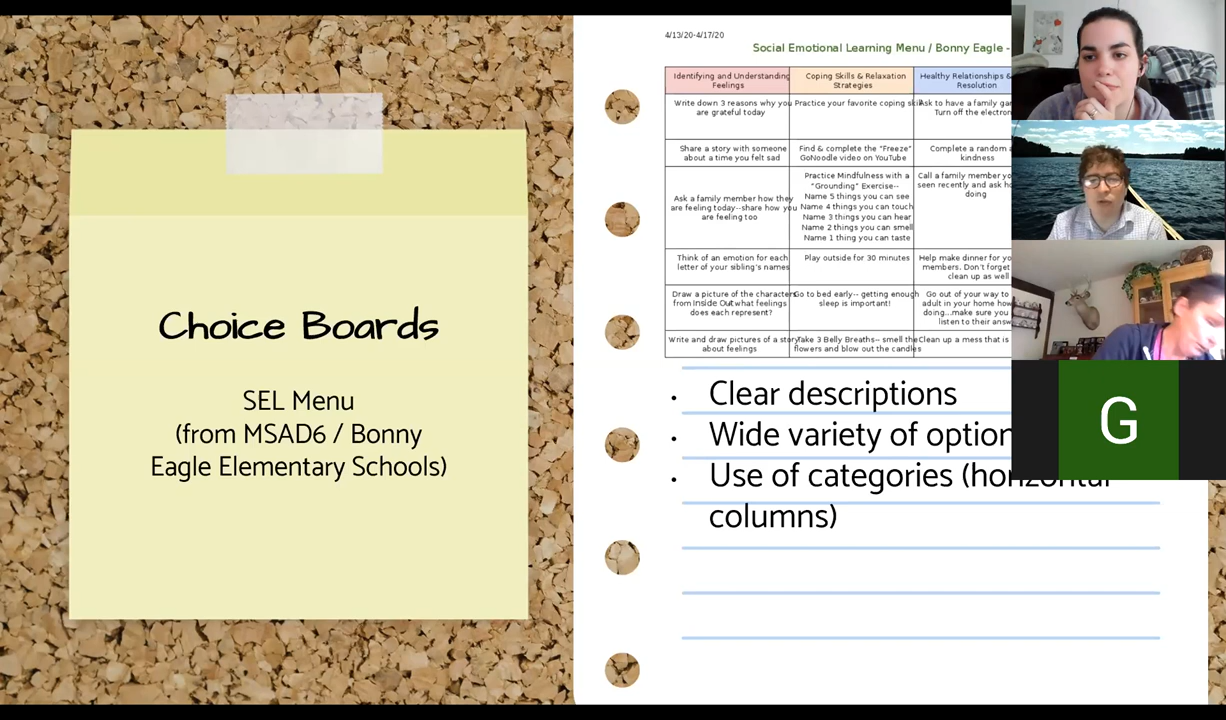 Choice Boards
SEL Menu
(from MSAD6 / Bonny
Eagle Elementary Schools)
4/13/20-4/17/20
Social Emotional Learning Menu / Bonny Eagle -
Identifying and Understanding
Feelings
Coping Skills & Relaxation
Strategies
Healthy Relationships &
Resolution
Write down 3 reasons why you
are grateful today
Practice your favorite coping skill
Ask to have a family
Turn off the
Share a story with someone
about a time you felt sad
Find & complete the "Freeze"
GoNoodle video on YouTube
Complete a random
kindness
Ask a family member how they
are feeling today--share how you
are feeling too
Practice Mindfulness with a
"Grounding" Exercise--
Name 5 things you can see
Name 4 things you can touch
Name 3 things you can hear
Name 2 things you can smell
Name 1 thing you can taste
Call a family member
seen recently and ask
doing
Think of an emotion for each
letter of your sibling's names
Play outside for 30 minutes
Help make dinner for
members. Don't forget
clean up as well
Draw a picture of the characters
from Inside Out what feelings
does each represent?
Go to bed early-- getting enough
sleep is important!
Go out of your way to
adult in your home
doing...make sure you
listen to their
Write and draw pictures of a story
about feelings
Take 3 Belly Breaths-- smell the
flowers and blow out the candles
Clean up a mess that is
• Clear descriptions
• Wide variety of
• Use of categories (horizontal
columns)
G